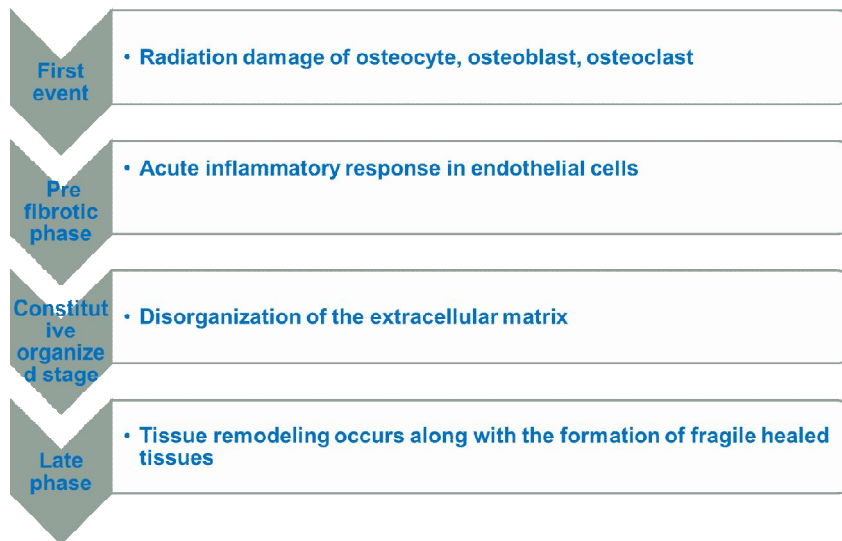 First
event
• Radiation damage of osteocyte, osteoblast, osteoclast
Pre
fibrotic
phase
• Acute inflammatory response in endothelial cells
Constitut
ive
organize
d stage
• Disorganization of the extracellular matrix
Late
phase
• Tissue remodeling occurs along with the formation of fragile healed
tissues